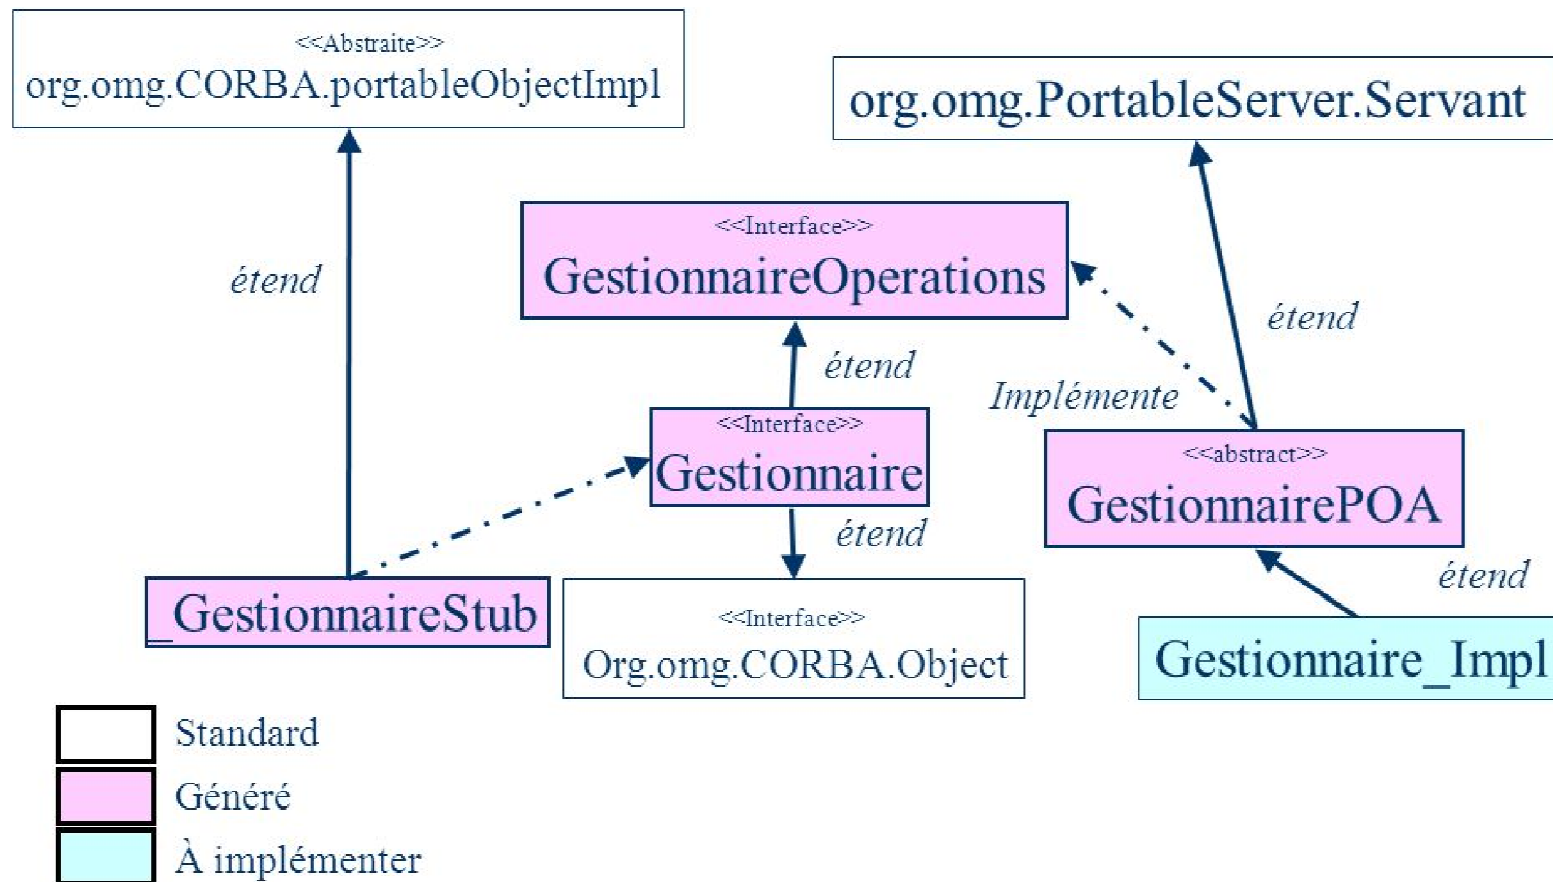 <<Abstraite>>
org.omg.CORBA.portableObjectImpl
org.omg.PortableServer.Servant
<<Interface>>
GestionnaireOperations
étend
étend
étend
Implémente
<<Interface>>
Gestionnaire
<<abstract>>
GestionnairePOA
étend
étend
_GestionnaireStub
<<Interface>>
Org.omg.CORBA.Object
Gestionnaire_Impl
Standard
Généré
À implémenter